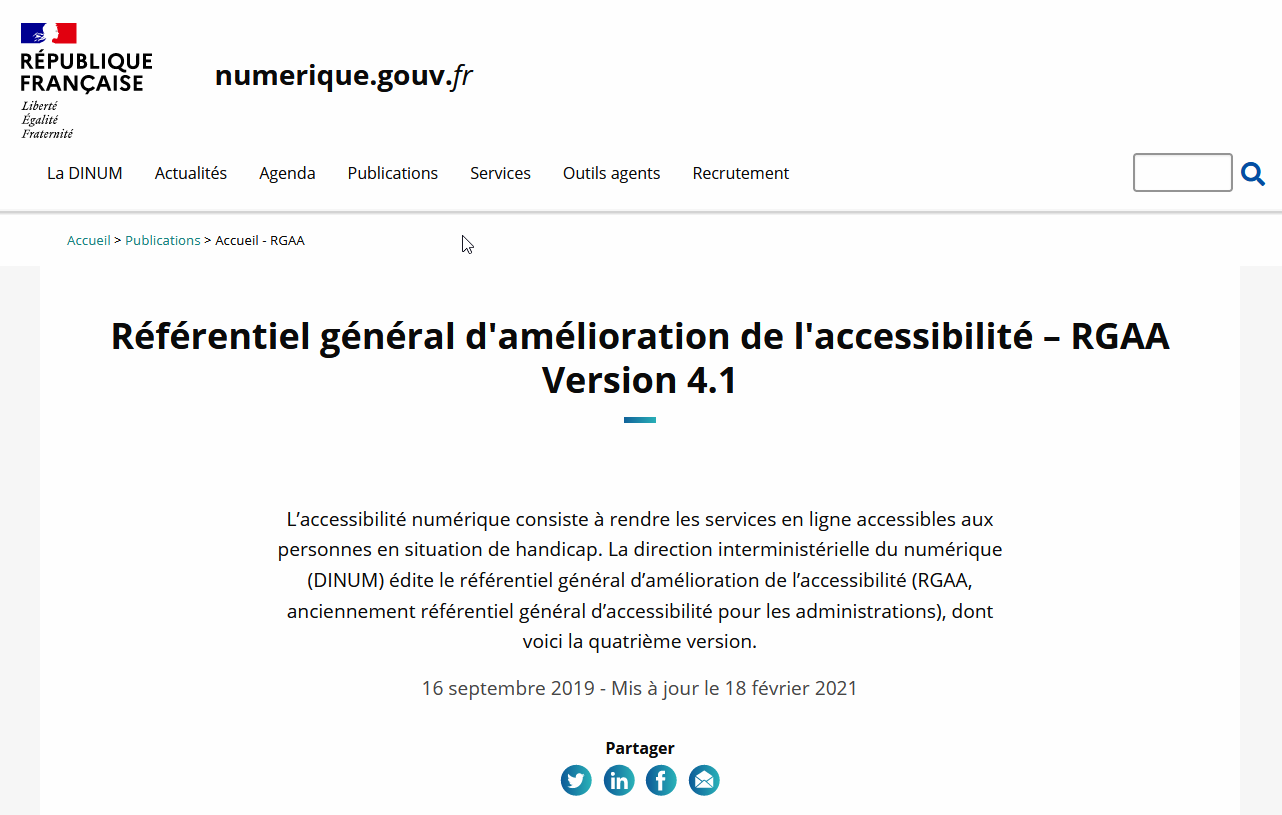 RÉPUBLIQUE
FRANÇAISE
Liberté
Égalité
Fraternité
numerique.gouv.fr
La DINUM Actualités Agenda Publications Services Outils agents Recrutement
Accueil > Publications > Accueil - RGAA
Référentiel général d'amélioration de l'accessibilité – RGAA
Version 4.1
L’accessibilité numérique consiste à rendre les services en ligne accessibles aux
personnes en situation de handicap. La direction interministérielle du numérique
(DINUM) édite le référentiel général d’amélioration de l’accessibilité (RGAA,
anciennement référentiel général d’accessibilité pour les administrations), dont
voici la quatrième version.
16 septembre 2019 - Mis à jour le 18 février 2021
Partager